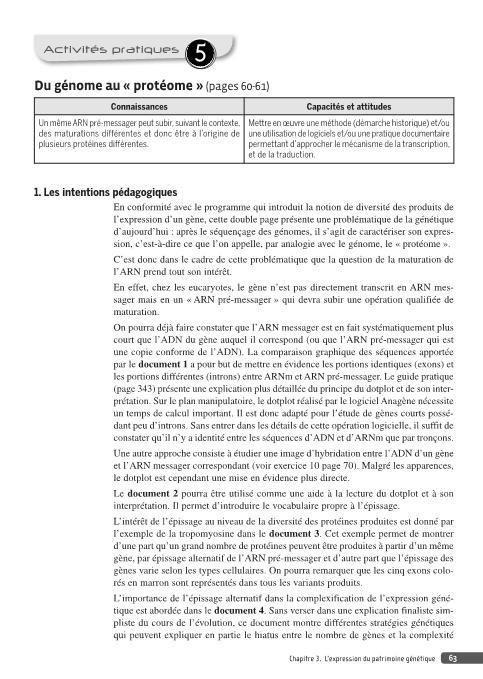 Activités pratiques 5
Du génome au « protéome » (pages 60-61)
Connaissances
Capacités et attitudes
Un même ARN pré-messager peut subir, suivant le contexte,
des maturations différentes et donc être à l'origine de
plusieurs protéines différentes.
Mettre en œuvre une méthode (démarche historique) et/ou
une utilisation de logiciels et/ou une pratique documentaire
permettant d'approcher le mécanisme de la transcription,
et de la traduction.
1. Les intentions pédagogiques
En conformité avec le programme qui introduit la notion de diversité des produits de
l'expression d'un gène, cette double page présente une problématique de la génétique
d'aujourd'hui : après le séquençage des génomes, il s'agit de caractériser son expres-
sion, c'est-à-dire ce que l'on appelle, par analogie avec le génome, le « protéome ».
C'est donc dans le cadre de cette problématique que la question de la maturation de
l'ARN prend tout son intérêt.
En effet, chez les eucaryotes, le gène n'est pas directement transcrit en ARN mes-
sager mais en un « ARN pré-messager » qui devra subir une opération qualifiée de
maturation.
On pourra déjà faire constater que l'ARN messager est en fait systématiquement plus
court que l'ADN du gène auquel il correspond (ou que l'ARN pré-messager qui est
une copie conforme de l'ADN). La comparaison graphique des séquences apportée
par le document 1 a pour but de mettre en évidence les portions identiques (exons) et
les portions différentes (introns) entre ARNm et ARN pré-messager. Le guide pratique
(page 343) présente une explication plus détaillée du principe du dotplot et de son inter-
prétation. Sur le plan manipulatoire, le dotplot réalisé par le logiciel Anagène nécessite
un temps de calcul important. Il est donc adapté pour l'étude de gènes courts possé-
dant peu d'introns. Sans entrer dans les détails de cette opération logicielle, il suffit de
constater qu'il n'y a identité entre les séquences d'ADN et d'ARNm que par tronçons.
Une autre approche consiste à étudier une image d'hybridation entre l'ADN d'un gène
et l'ARN messager correspondant (voir exercice 10 page 70). Malgré les apparences,
le dotplot est cependant une mise en évidence plus directe.
Le document 2 pourra être utilisé comme une aide à la lecture du dotplot et à son
interprétation. Il permet d'introduire le vocabulaire propre à l'épissage.
L'intérêt de l'épissage au niveau de la diversité des protéines produites est donné par
l'exemple de la tropomyosine dans le document 3. Cet exemple permet de montrer
d'une part qu'un grand nombre de protéines peuvent être produites à partir d'un même
gène, par épissage alternatif de l'ARN pré-messager et d'autre part que l'épissage des
gènes varie selon les types cellulaires. On pourra remarquer que les cinq exons colo-
rés en marron sont représentés dans tous les variants produits.
L'importance de l'épissage alternatif dans la complexification de l'expression géné-
tique est abordée dans le document 4. Sans verser dans une explication finaliste sim-
pliste du cours de l'évolution, ce document montre différentes stratégies génétiques
qui peuvent expliquer en partie le hiatus entre le nombre de gènes et la complexité
Chapitre 3. L'expression du patrimoine génétique 63